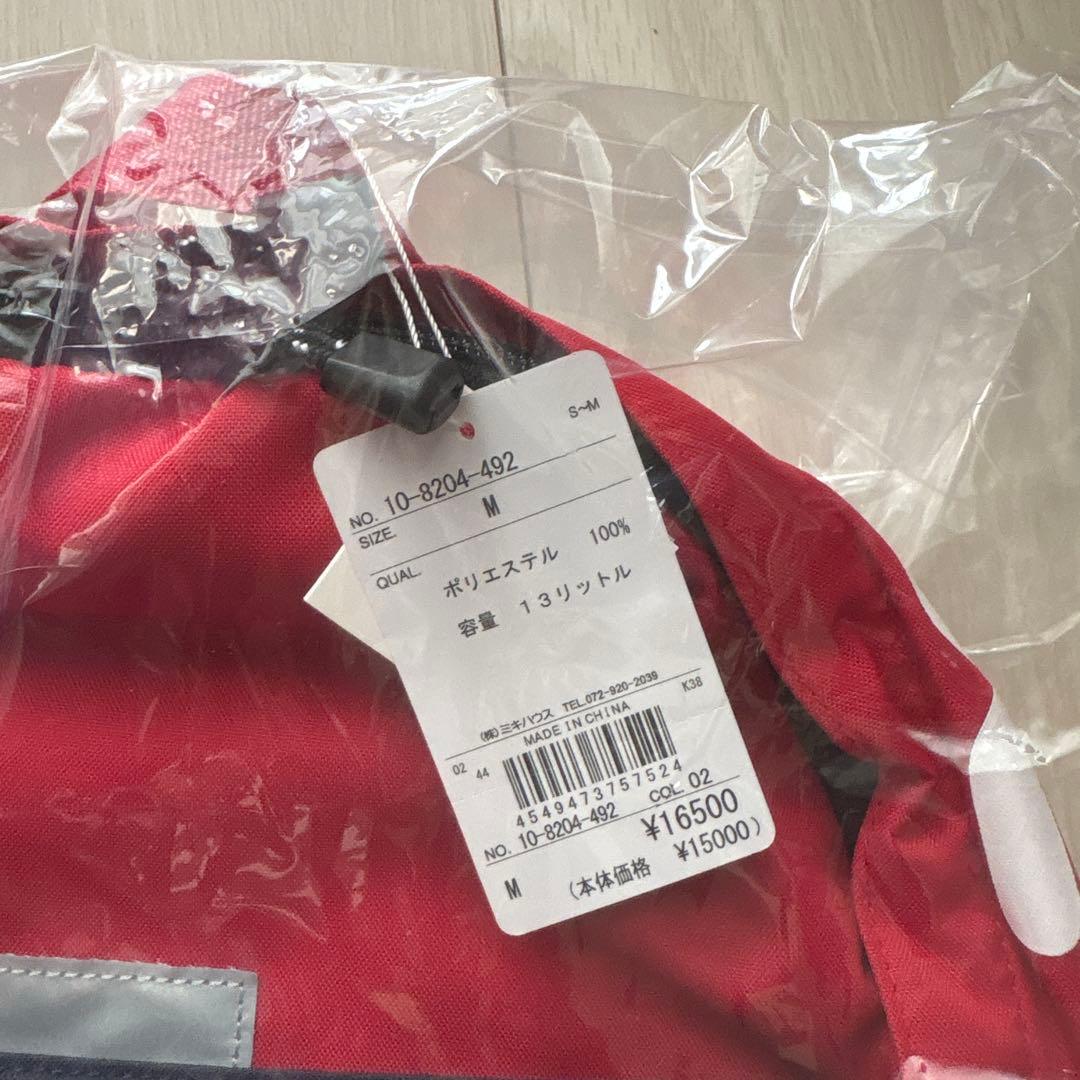 S~M
NO. 10-8204-492
SIZE. M
QUAL.
ポリエステル 100%
容量 13リットル
(株)ミキハウス TEL.072-920-2039
MADE IN CHINA K38
02 44
4549473757524
NO. 10-8204-492 COL. 02
M ¥16500
(本体価格 ¥15000)